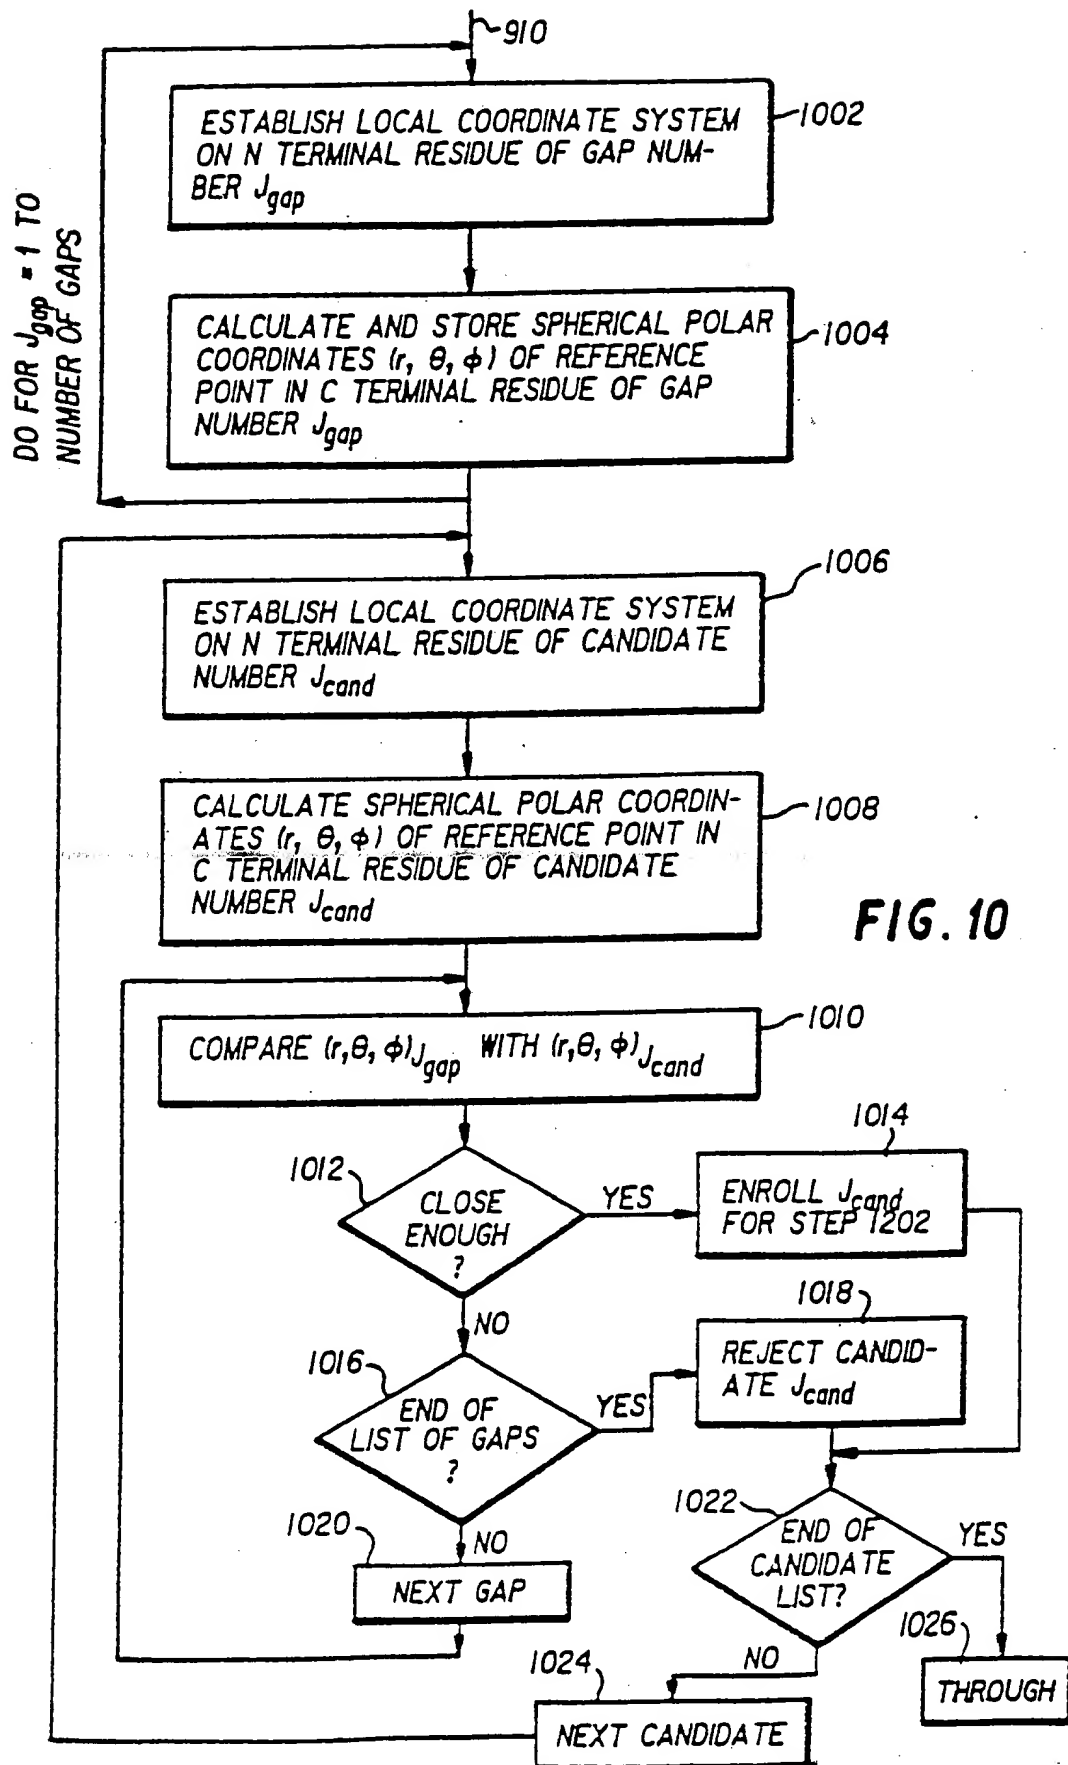 910
ESTABLISH LOCAL COORDINATE SYSTEM
ON N TERMINAL RESIDUE OF GAP NUM-
BER Jgap
1002
DO FOR Jgap = 1 TO
NUMBER OF GAPS
CALCULATE AND STORE SPHERICAL POLAR
COORDINATES (r, θ, ϕ) OF REFERENCE
POINT IN C TERMINAL RESIDUE OF GAP
NUMBER Jgap
1004
ESTABLISH LOCAL COORDINATE SYSTEM
ON N TERMINAL RESIDUE OF CANDIDATE
NUMBER Jcand
1006
CALCULATE SPHERICAL POLAR COORDIN-
ATES (r, θ, ϕ) OF REFERENCE POINT IN
C TERMINAL RESIDUE OF CANDIDATE
NUMBER Jcand
1008
FIG. 10
COMPARE (r,θ, ϕ)Jgap WITH (r,θ, ϕ)Jcand
1010
1012
CLOSE
ENOUGH
?
YES
NO
1014
ENROLL Jcand
FOR STEP 1202
1016
END OF
LIST OF GAPS
?
YES
NO
1018
REJECT CANDID-
ATE Jcand
1020
NEXT GAP
1022
END OF
CANDIDATE
LIST?
YES
NO
1024
NEXT CANDIDATE
1026
THROUGH